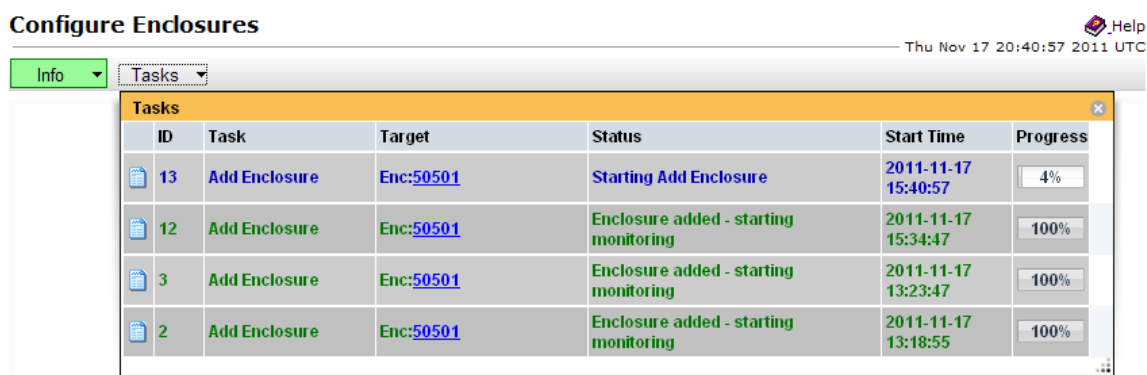 Configure Enclosures
Help
Thu Nov 17 20:40:57 2011 UTC
Info Tasks
Tasks
ID Task Target Status Start Time Progress
13 Add Enclosure Enc:50501 Starting Add Enclosure 2011-11-17 15:40:57 4%
12 Add Enclosure Enc:50501 Enclosure added - starting monitoring 2011-11-17 15:34:47 100%
3 Add Enclosure Enc:50501 Enclosure added - starting monitoring 2011-11-17 13:23:47 100%
2 Add Enclosure Enc:50501 Enclosure added - starting monitoring 2011-11-17 13:18:55 100%